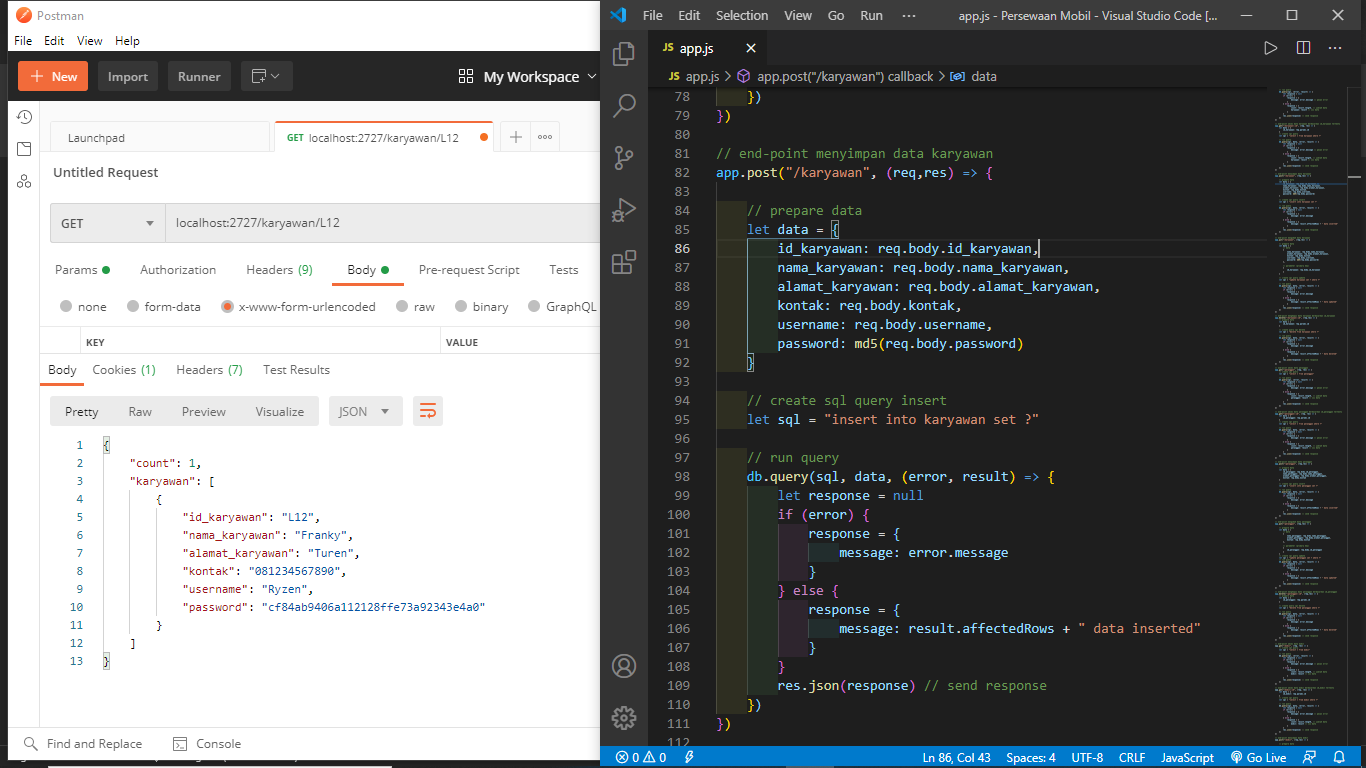 Postman
File Edit View Help
New Import Runner My Workspace
Launchpad GET localhost:2727/karyawan/L12
Untitled Request
GET localhost:2727/karyawan/L12
Params Authorization Headers (9) Body Pre-request Script Tests
none form-data x-www-form-urlencoded raw binary GraphQL
KEY VALUE
Body Cookies (1) Headers (7) Test Results
Pretty Raw Preview Visualize JSON
1 {
2 "count": 1,
3 "karyawan": [
4 {
5 "id_karyawan": "L12",
6 "nama_karyawan": "Franky",
7 "alamat_karyawan": "Turen",
8 "kontak": "081234567890",
9 "username": "Ryzen",
10 "password": "cf84ab9406a112128ffe73a92343e4a0"
11 }
12 ]
13 }
Find and Replace Console
File Edit Selection View Go Run ··· app.js - Persewaan Mobil - Visual Studio Code [...
JS app.js
JS app.js > app.post("/karyawan") callback > data
78 })
79 })
80
81 // end-point menyimpan data karyawan
82 app.post("/karyawan", (req,res) => {
83
84 // prepare data
85 let data = {
86 id_karyawan: req.body.id_karyawan,
87 nama_karyawan: req.body.nama_karyawan,
88 alamat_karyawan: req.body.alamat_karyawan,
89 kontak: req.body.kontak,
90 username: req.body.username,
91 password: md5(req.body.password)
92 }
93
94 // create sql query insert
95 let sql = "insert into karyawan set ?"
96
97 // run query
98 db.query(sql, data, (error, result) => {
99 let response = null
100 if (error) {
101 response = {
102 message: error.message
103 }
104 } else {
105 response = {
106 message: result.affectedRows + " data inserted"
107 }
108 }
109 res.json(response) // send response
110 })
111 })
112
0 0 Ln 86, Col 43 Spaces: 4 UTF-8 CRLF JavaScript Go Live